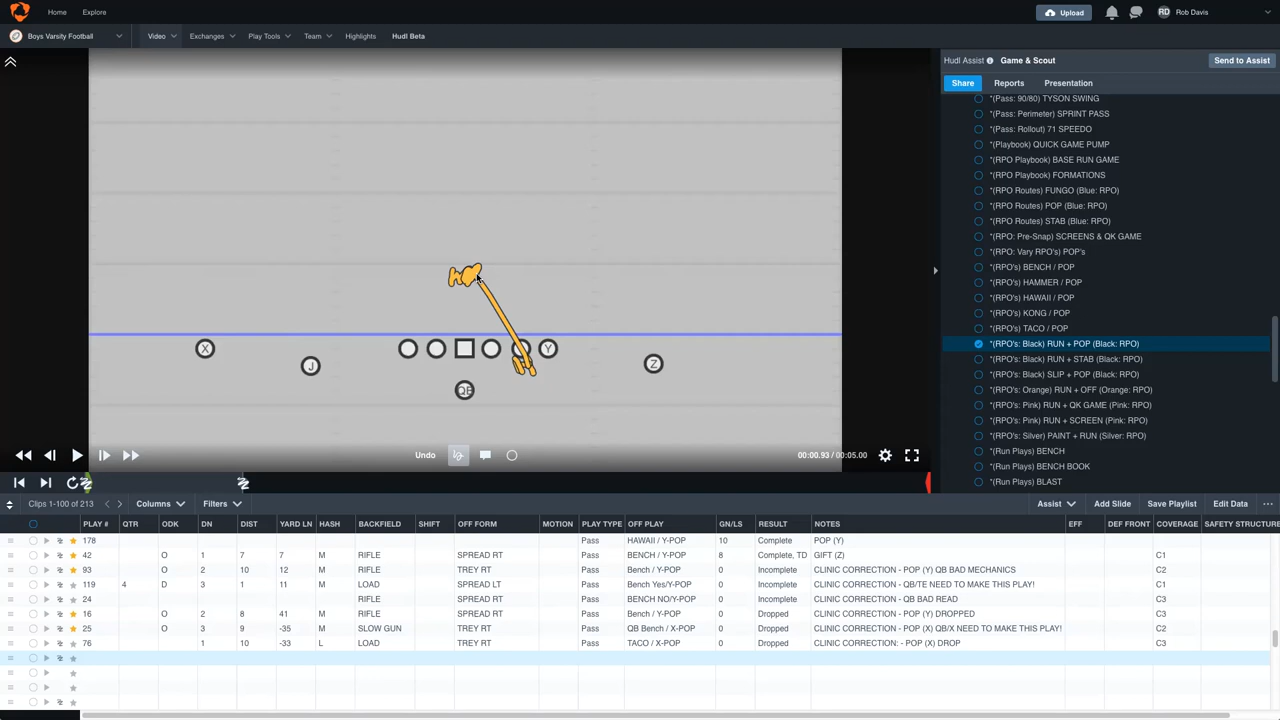 Home Explore Upload RD Rob Davis
Boys Varsity Football Video Exchanges Play Tools Team Highlights Hudl Beta
Hudl Assist Game & Scout Send to Assist
Share Reports Presentation
*(Pass: 90/80) TYSON SWING
*(Pass: Perimeter) SPRINT PASS
*(Pass: Rollout) 71 SPEEDO
*(Playbook) QUICK GAME PUMP
*(RPO Playbook) BASE RUN GAME
*(RPO Playbook) FORMATIONS
*(RPO Routes) FUNGO (Blue: RPO)
*(RPO Routes) POP (Blue: RPO)
*(RPO Routes) STAB (Blue: RPO)
*(RPO: Pre-Snap) SCREENS & QK GAME
*(RPO: Vary RPO's) POP's
*(RPO's) BENCH / POP
*(RPO's) HAMMER / POP
*(RPO's) HAWAII / POP
*(RPO's) KONG / POP
*(RPO's) TACO / POP
*(RPO's: Black) RUN + POP (Black: RPO)
*(RPO's: Black) RUN + STAB (Black: RPO)
*(RPO's: Black) SLIP + POP (Black: RPO)
*(RPO's: Orange) RUN + OFF (Orange: RPO)
*(RPO's: Pink) RUN + QK GAME (Pink: RPO)
*(RPO's: Pink) RUN + SCREEN (Pink: RPO)
*(RPO's: Silver) PAINT + RUN (Silver: RPO)
*(Run Plays) BENCH
*(Run Plays) BENCH BOOK
*(Run Plays) BLAST
X Y
J Z
QB
Undo 00:00.93 / 00:05.00
Clips 1-100 of 213 Columns Filters Assist Add Slide Save Playlist Edit Data
PLAY # QTR ODK DN DIST YARD LN HASH BACKFIELD SHIFT OFF FORM MOTION PLAY TYPE OFF PLAY GN/LS RESULT NOTES EFF DEF FRONT COVERAGE SAFETY STRUCTURE
178 Pass HAWAII / Y-POP 10 Complete POP (Y)
42 O 1 7 7 M RIFLE SPREAD RT Pass BENCH / Y-POP 8 Complete, TD GIFT (Z) C1
93 O 2 10 12 M RIFLE TREY RT Pass Bench / Y-POP 0 Incomplete CLINIC CORRECTION - POP (Y) QB BAD MECHANICS C2
119 4 D 3 1 11 M LOAD SPREAD LT Pass Bench Yes/Y-POP 0 Incomplete CLINIC CORRECTION - QB/TE NEED TO MAKE THIS PLAY! C1
24 RIFLE SPREAD RT Pass BENCH NO/Y-POP 0 Incomplete CLINIC CORRECTION - QB BAD READ C3
16 O 2 8 41 M RIFLE SPREAD RT Pass Bench / Y-POP 0 Dropped CLINIC CORRECTION - POP (Y) DROPPED C3
25 O 3 9 -35 M SLOW GUN TREY RT Pass QB Bench / X-POP 0 Dropped CLINIC CORRECTION - POP (X) QB/X NEED TO MAKE THIS PLAY! C2
76 1 10 -33 L LOAD TREY RT Pass TACO / X-POP 0 Dropped CLINIC CORRECTION: - POP (X) DROP C3